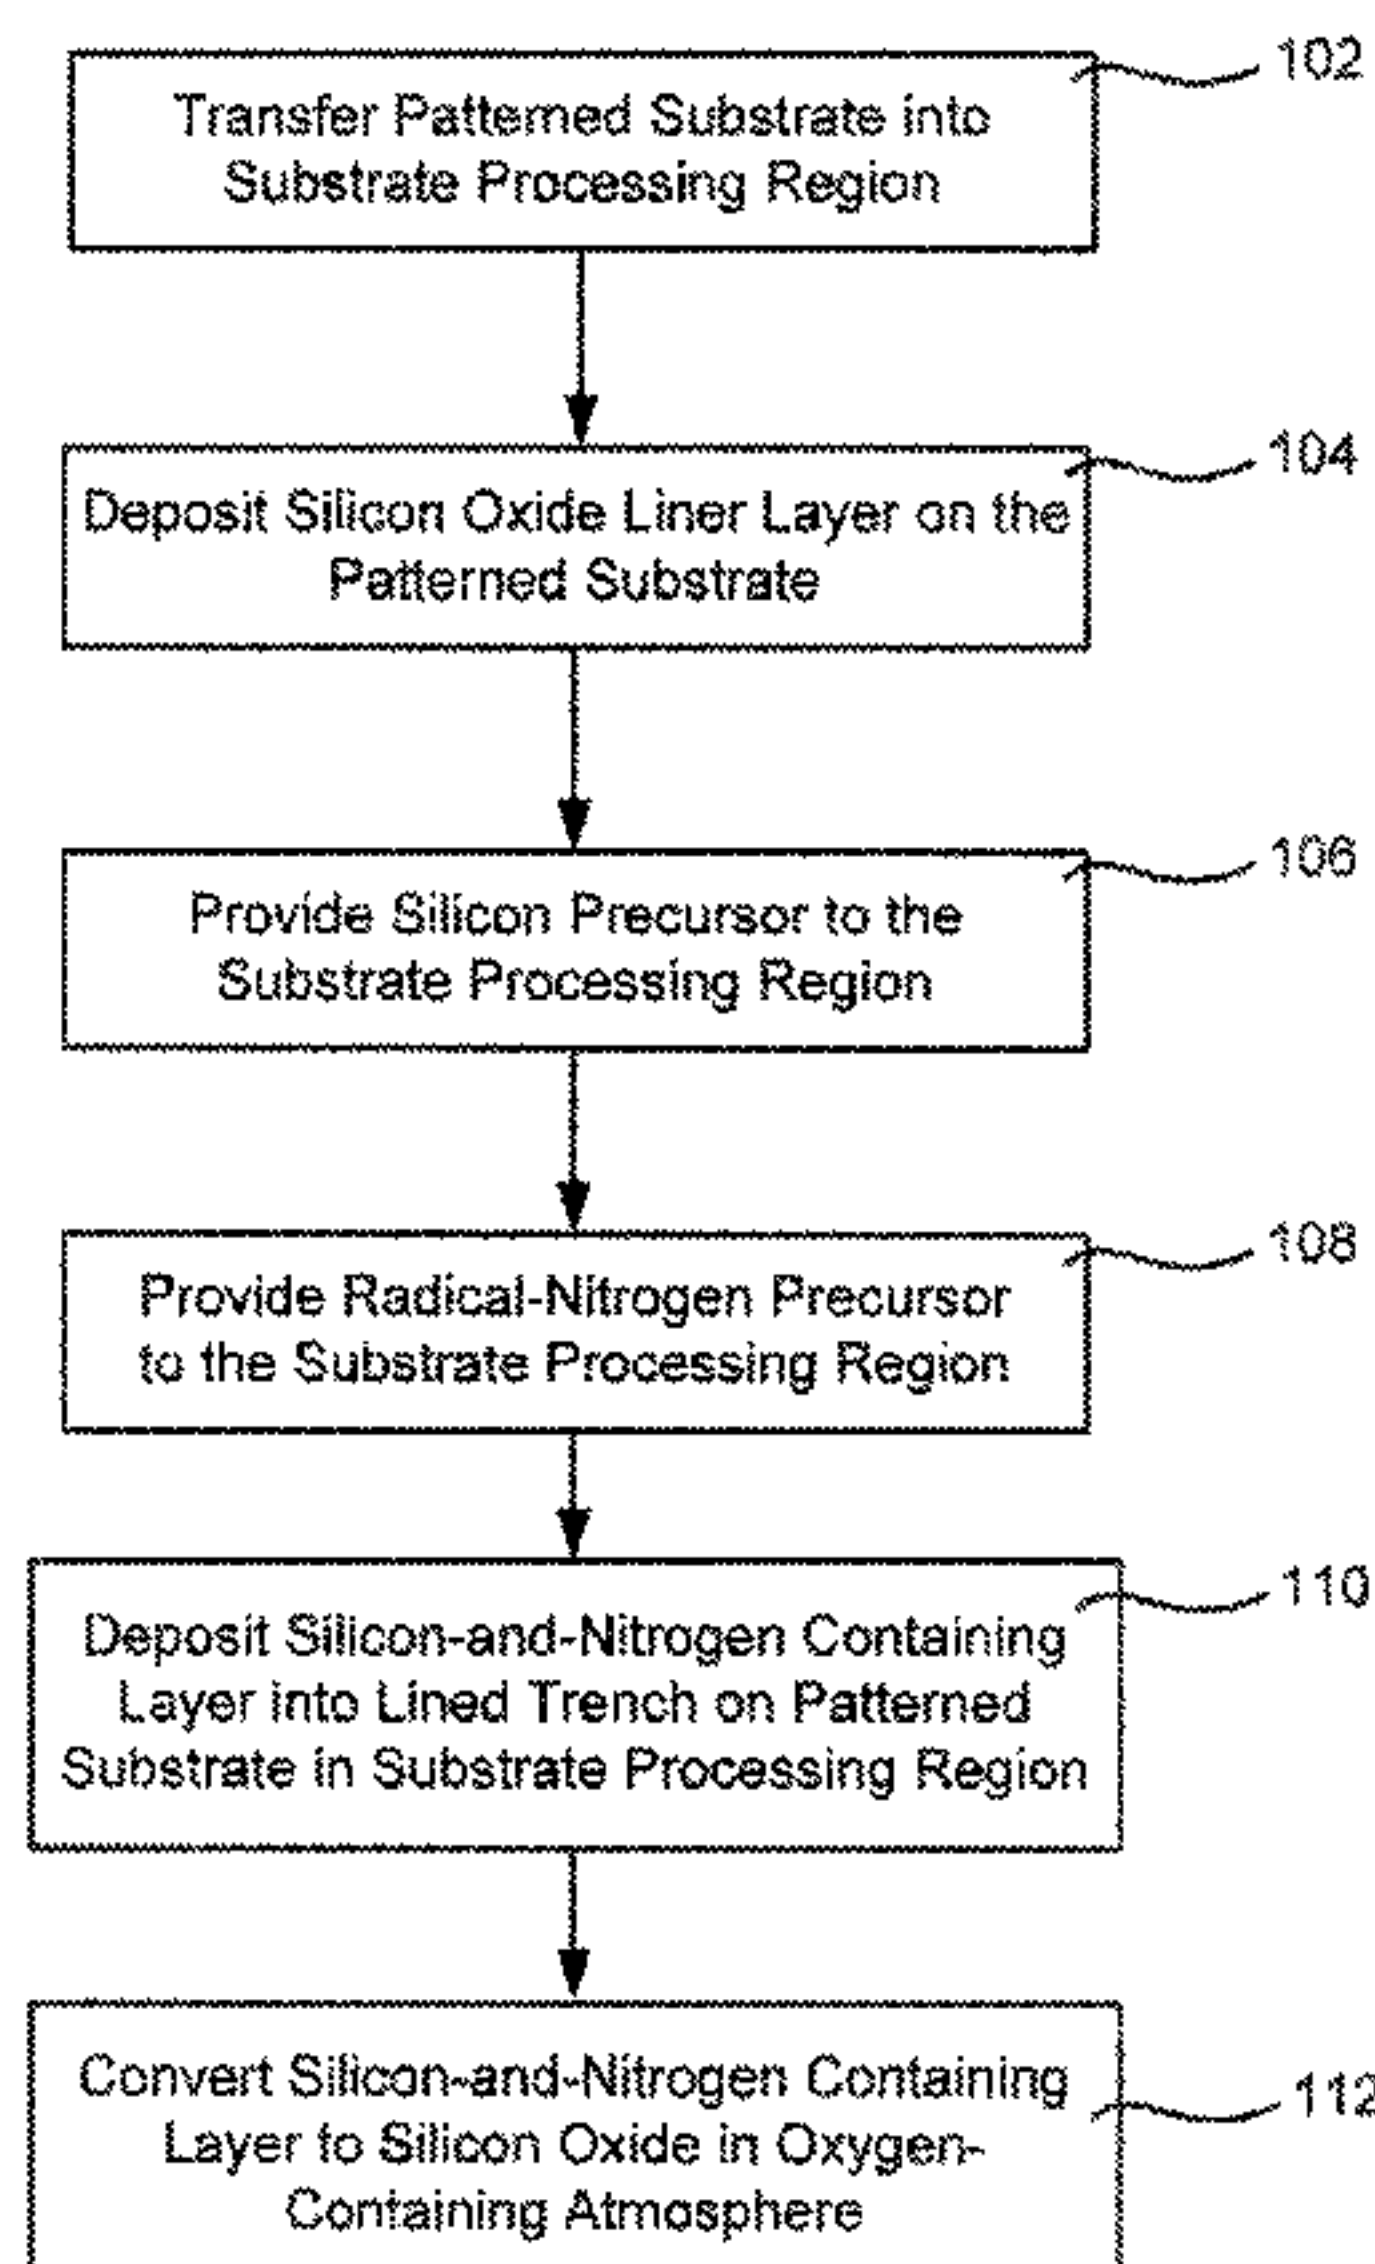 102
Transfer Patterned Substrate into
Substrate Processing Region
104
Deposit Silicon Oxide Liner Layer on the
Patterned Substrate
106
Provide Silicon Precursor to the
Substrate Processing Region
108
Provide Radical-Nitrogen Precursor
to the Substrate Processing Region
110
Deposit Silicon-and-Nitrogen Containing
Layer into Lined Trench on Patterned
Substrate in Substrate Processing Region
112
Convert Silicon-and-Nitrogen Containing
Layer to Silicon Oxide in Oxygen-
Containing Atmosphere